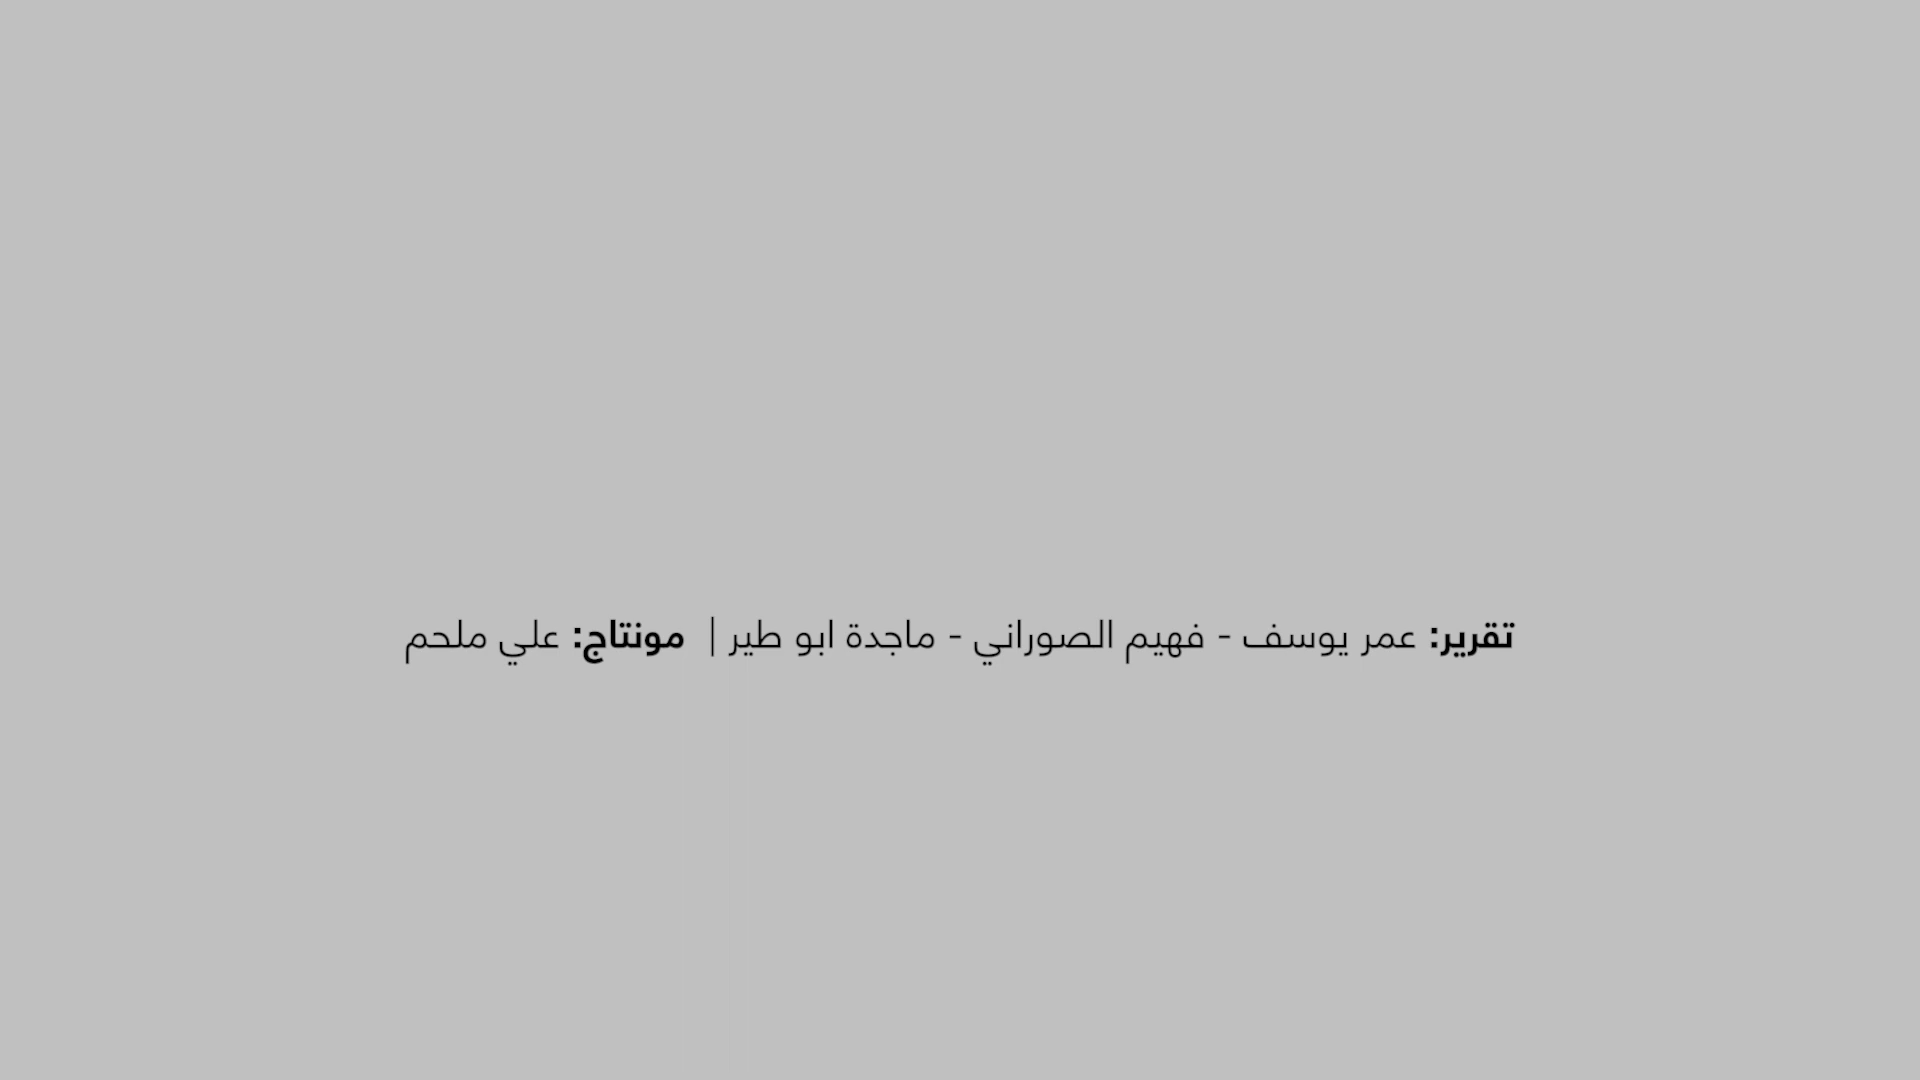 تقرير: عمر يوسف - فهيم الصوراني - ماجدة ابو طير | مونتاج: علي ملحم